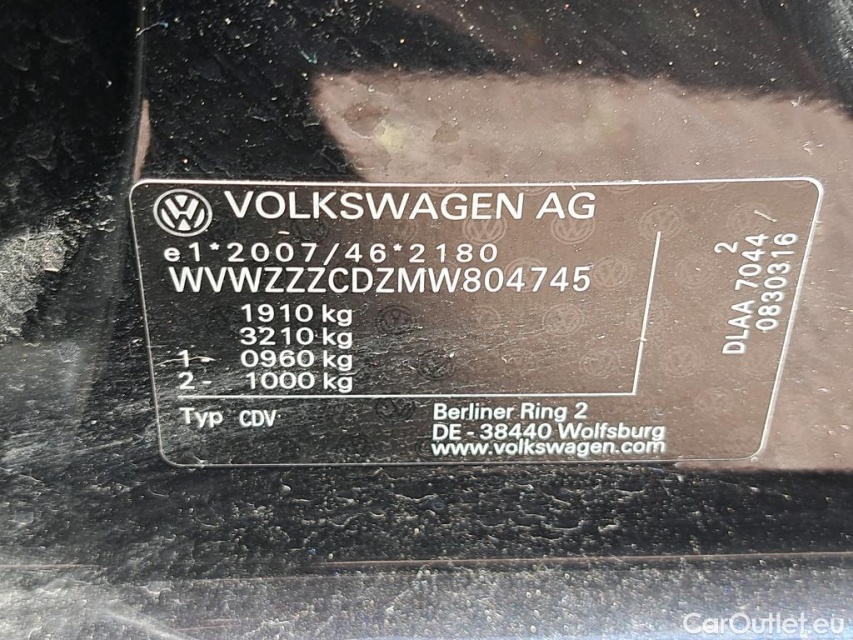 VOLKSWAGEN AG
e1*2007/46*2180
WVWZZZCDZMW804745
1910 kg
3210 kg
1- 0960 kg
2- 1000 kg
Typ CDV
Berliner Ring 2
DE-38440 Wolfsburg
www.volkswagen.com
2
DLAA 7044 /
0830316
CarOutlet.eu